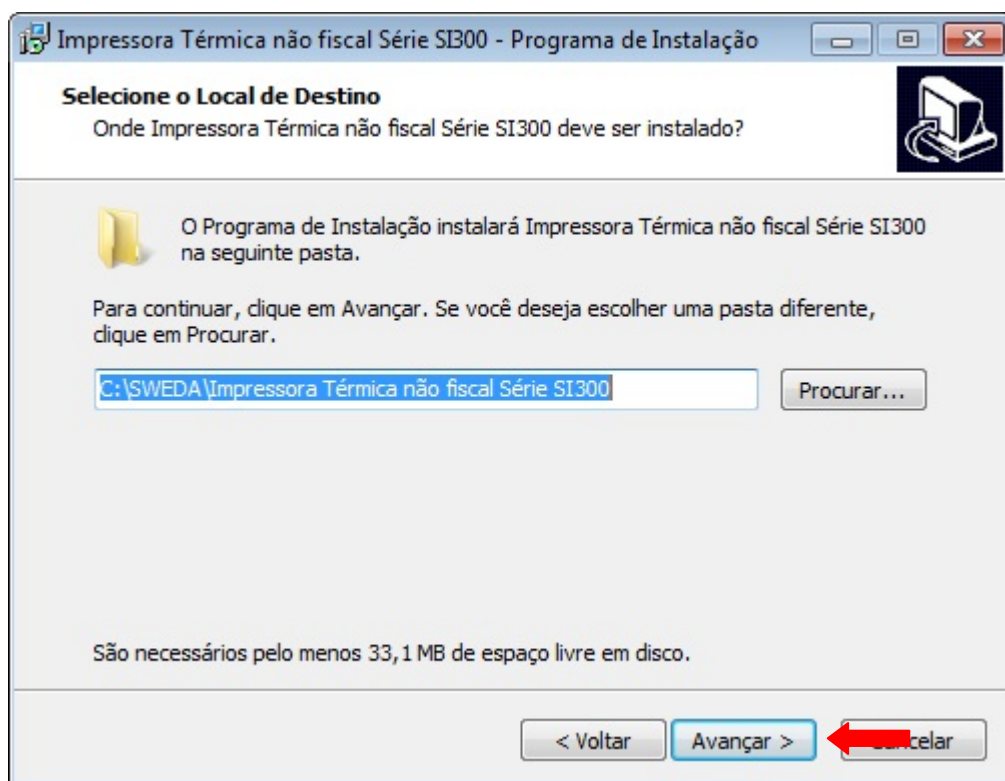 Impressora Térmica não fiscal Série SI300 - Programa de Instalação
Selecione o Local de Destino
Onde Impressora Térmica não fiscal Série SI300 deve ser instalado?
O Programa de Instalação instalará Impressora Térmica não fiscal Série SI300
na seguinte pasta.
Para continuar, clique em Avançar. Se você deseja escolher uma pasta diferente,
clique em Procurar.
C:\SWEDA\Impressora Térmica não fiscal Série SI300
Procurar...
São necessários pelo menos 33,1 MB de espaço livre em disco.
< Voltar
Avançar >
Cancelar